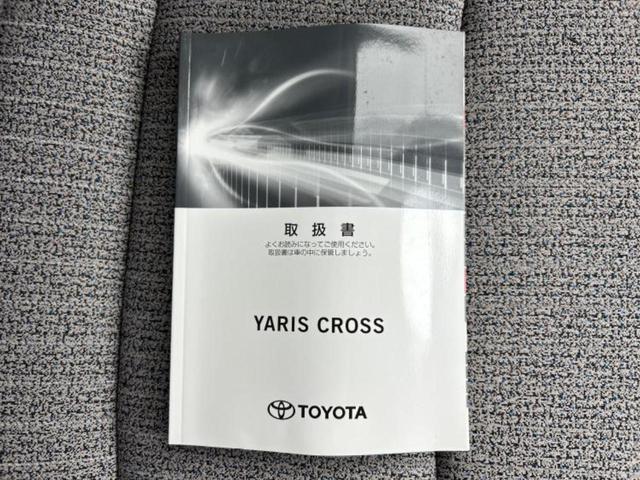 取扱書
よくお読みになってご使用ください。
取扱書は車の中に保管しましょう。
YARIS CROSS
TOYOTA